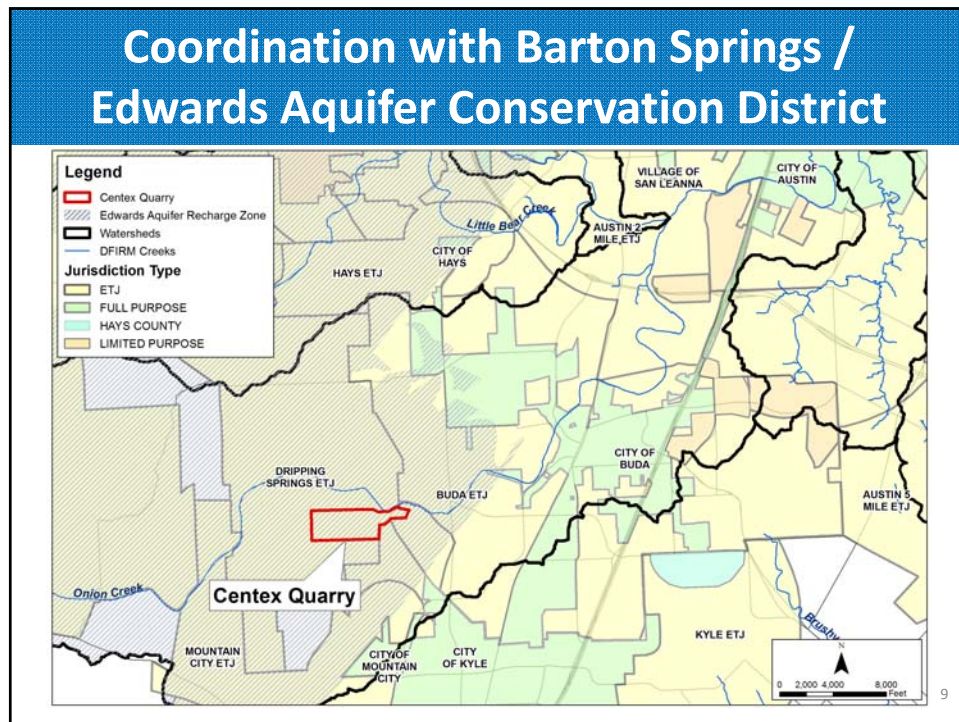 Coordination with Barton Springs /
Edwards Aquifer Conservation District
Legend
Centex Quarry
Edwards Aquifer Recharge Zone
Watersheds
DFIRM Creeks
Jurisdiction Type
ETJ
FULL PURPOSE
HAYS COUNTY
LIMITED PURPOSE
VILLAGE OF
SAN LEANNA
CITY OF
AUSTIN
Little Bear Creek
AUSTIN 2
MILE ETJ
CITY OF
HAYS
HAYS ETJ
DRIPPING
SPRINGS ETJ
BUDA ETJ
CITY OF
BUDA
AUSTIN 5
MILE ETJ
Onion Creek
Centex Quarry
MOUNTAIN
CITY ETJ
CITY OF
MOUNTAIN
CITY
CITY
OF KYLE
KYLE ETJ
Brushy
N
0 2,000 4,000 8,000
Feet
9